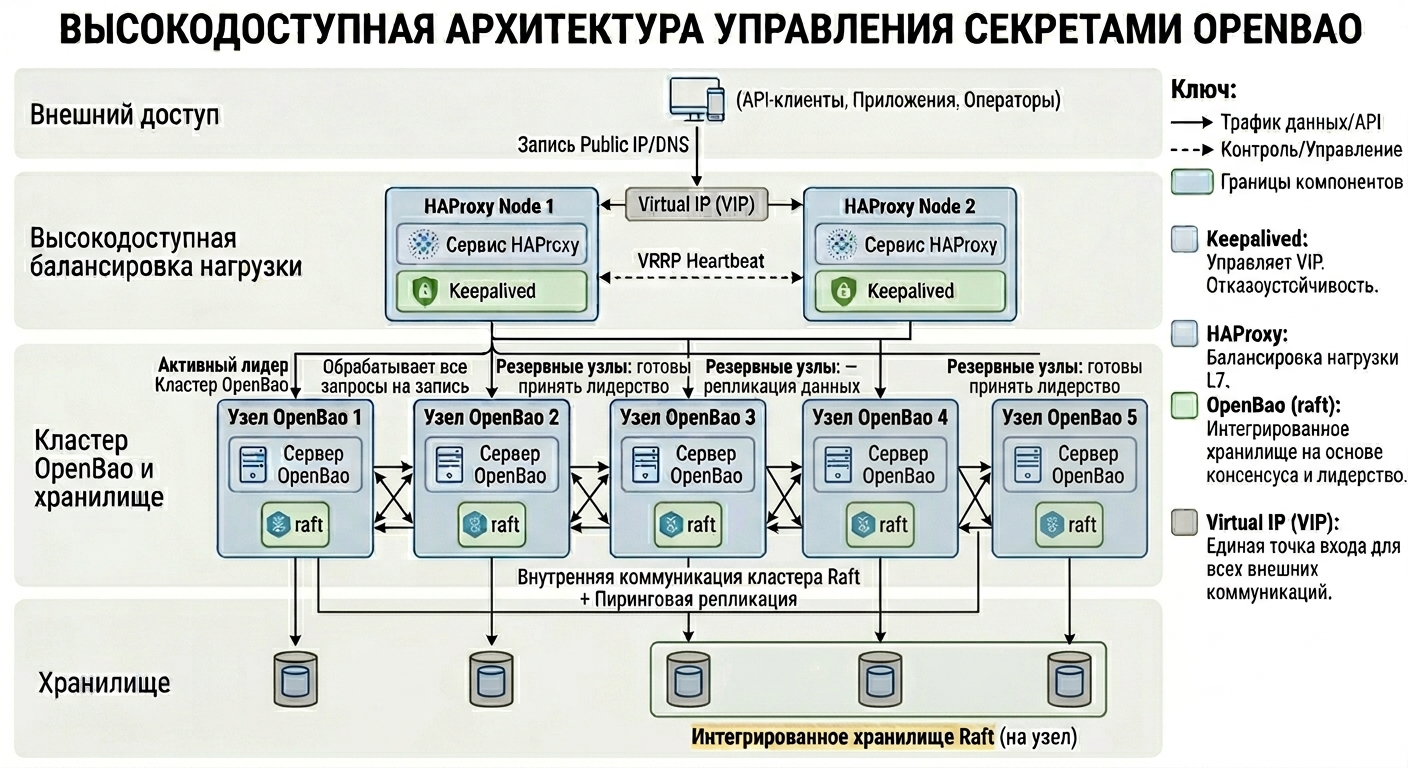 ВЫСОКОДОСТУПНАЯ АРХИТЕКТУРА УПРАВЛЕНИЯ СЕКРЕТАМИ OPENBAO
Внешний доступ
(API-клиенты, Приложения, Операторы)
Запись Public IP/DNS
Высокодоступная
балансировка нагрузки
HAProxy Node 1
Virtual IP (VIP)
HAProxy Node 2
Сервис HAProxy
Сервис HAProxy
VRRP Heartbeat
Keepalived
Keepalived
Активный лидер
Кластер OpenBao
Обрабатывает все
запросы на запись
Резервные узлы: готовы
принять лидерство
Резервные узлы: —
репликация данных
Резервные узлы: готовы
принять лидерство
Кластер
OpenBao и
хранилище
Узел OpenBao 1
Сервер
OpenBao
raft
Узел OpenBao 2
Сервер
OpenBao
raft
Узел OpenBao 3
Сервер
OpenBao
raft
Узел OpenBao 4
Сервер
OpenBao
raft
Узел OpenBao 5
Сервер
OpenBao
raft
Внутренняя коммуникация кластера Raft
+ Пиринговая репликация
Хранилище
Интегрированное хранилище Raft (на узел)
Ключ:
Трафик данных/API
Контроль/Управление
Границы компонентов
Keepalived:
Управляет VIP.
Отказоустойчивость.
HAProxy:
Балансировка нагрузки
L7.
OpenBao (raft):
Интегрированное
хранилище на основе
консенсуса и лидерство.
Virtual IP (VIP):
Единая точка входа для
всех внешних
коммуникаций.